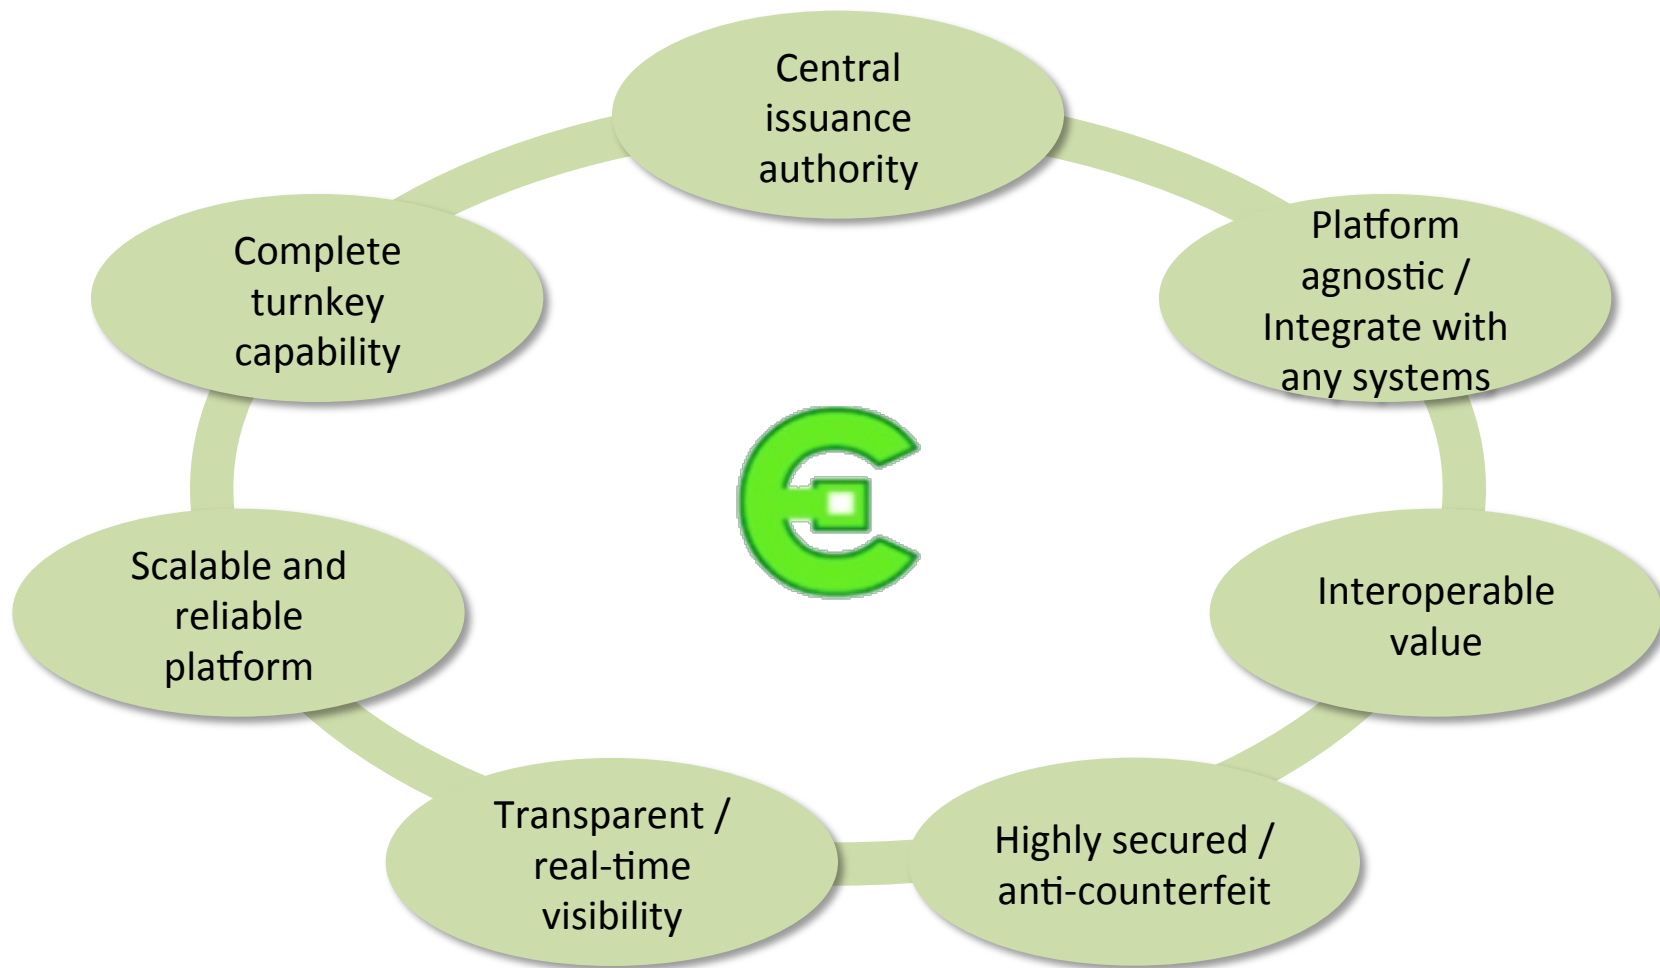 Central
issuance
authority
Platform
agnostic /
Integrate with
any systems
Interoperable
value
Highly secured /
anti-counterfeit
Transparent /
real-time
visibility
Scalable and
reliable
platform
Complete
turnkey
capability